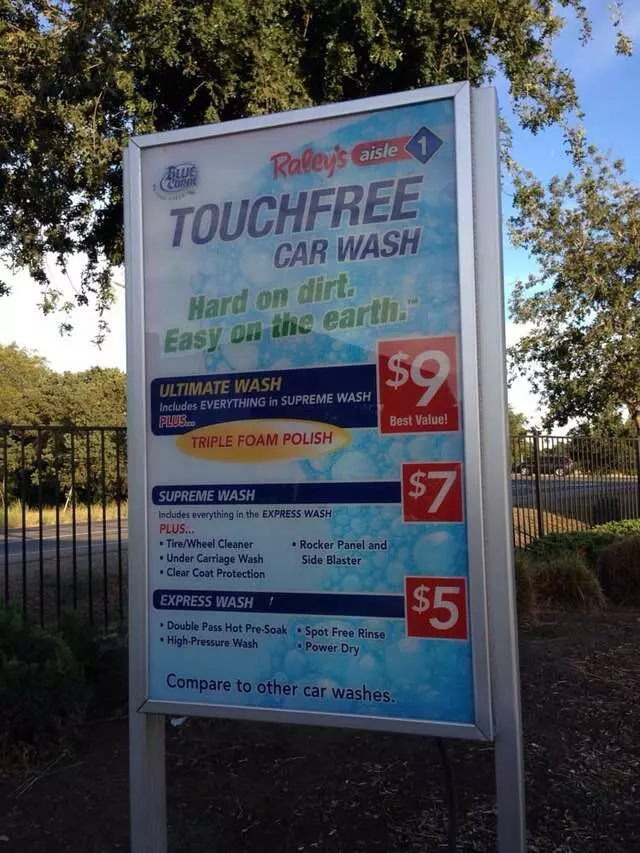 BLUE
CORAL
Raley's aisle 1
TOUCHFREE
CAR WASH
Hard on dirt.
Easy on the earth.™
ULTIMATE WASH
Includes EVERYTHING in SUPREME WASH
PLUS...
TRIPLE FOAM POLISH
$9
Best Value!
SUPREME WASH
$7
Includes everything in the EXPRESS WASH
PLUS...
• Tire/Wheel Cleaner
• Under Carriage Wash
• Clear Coat Protection
• Rocker Panel and
Side Blaster
EXPRESS WASH
$5
• Double Pass Hot Pre-Soak
• High-Pressure Wash
• Spot Free Rinse
• Power Dry
Compare to other car washes.